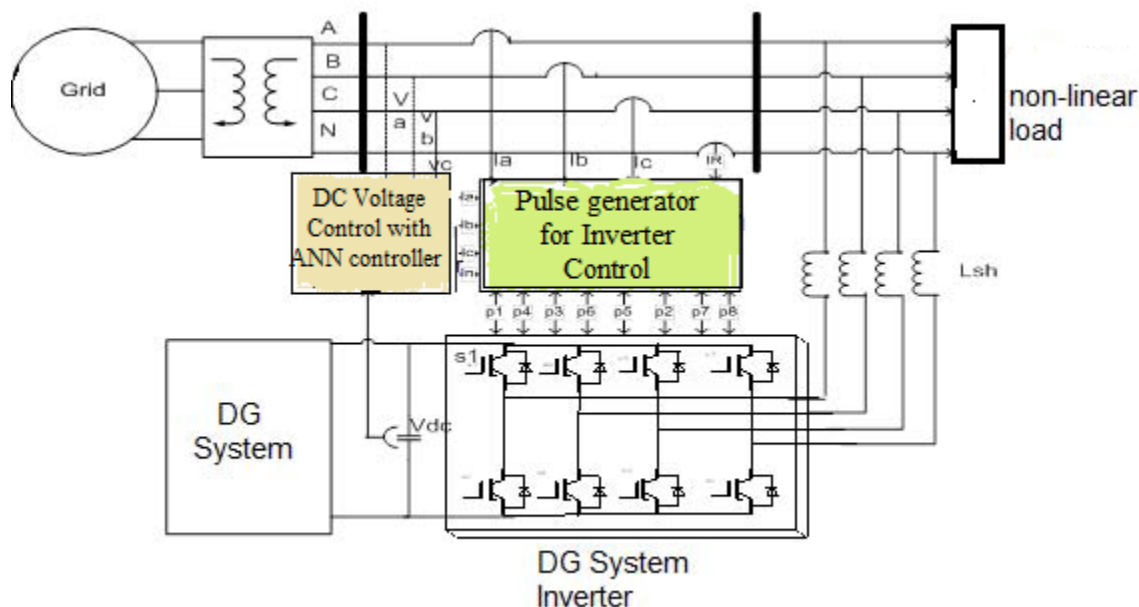 A
Grid
B
C
N
V
a
v
b
vc
Ia
Ib
Ic
IR
non-linear
load
DC Voltage
Control with
ANN controller
Pulse generator
for Inverter
Control
Lsh
p1 p4 p3 p6 p5 p2 p7 p8
s1
DG
System
Vdc
DG System
Inverter